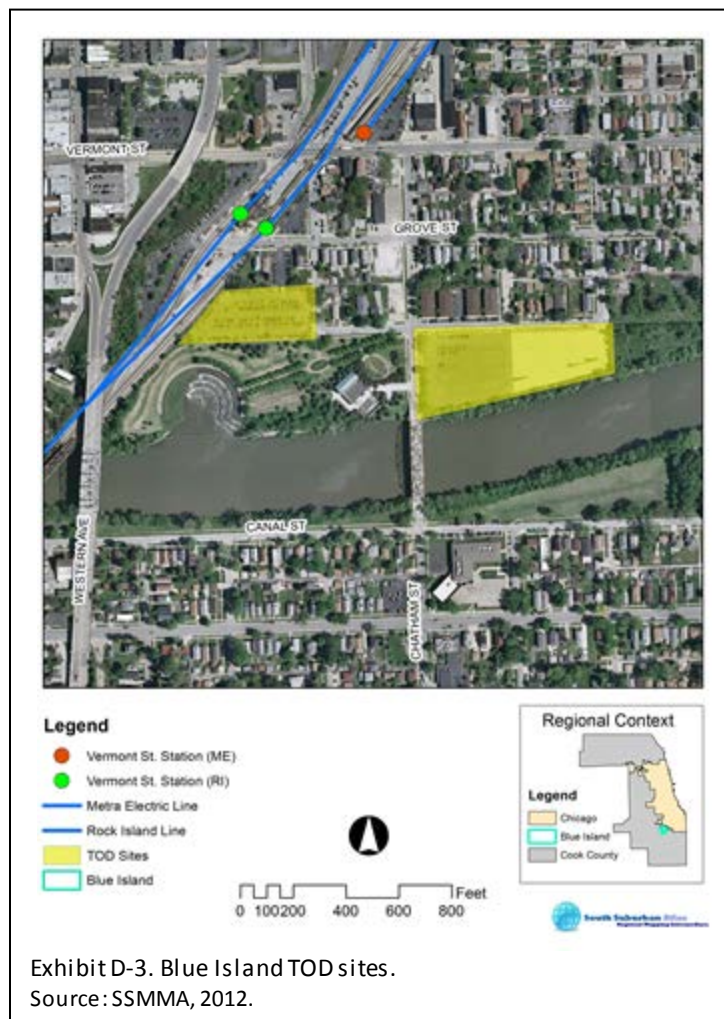 VERMONT ST
GROVE ST
CANAL ST
WESTERN AVE
CHATHAM ST
Legend
Vermont St. Station (ME)
Vermont St. Station (RI)
Metra Electric Line
Rock Island Line
TOD Sites
Blue Island
Feet
0 100 200 400 600 800
Regional Context
Legend
Chicago
Blue Island
Cook County
South Suburban Atlas
Exhibit D-3. Blue Island TOD sites.
Source: SSMMA, 2012.